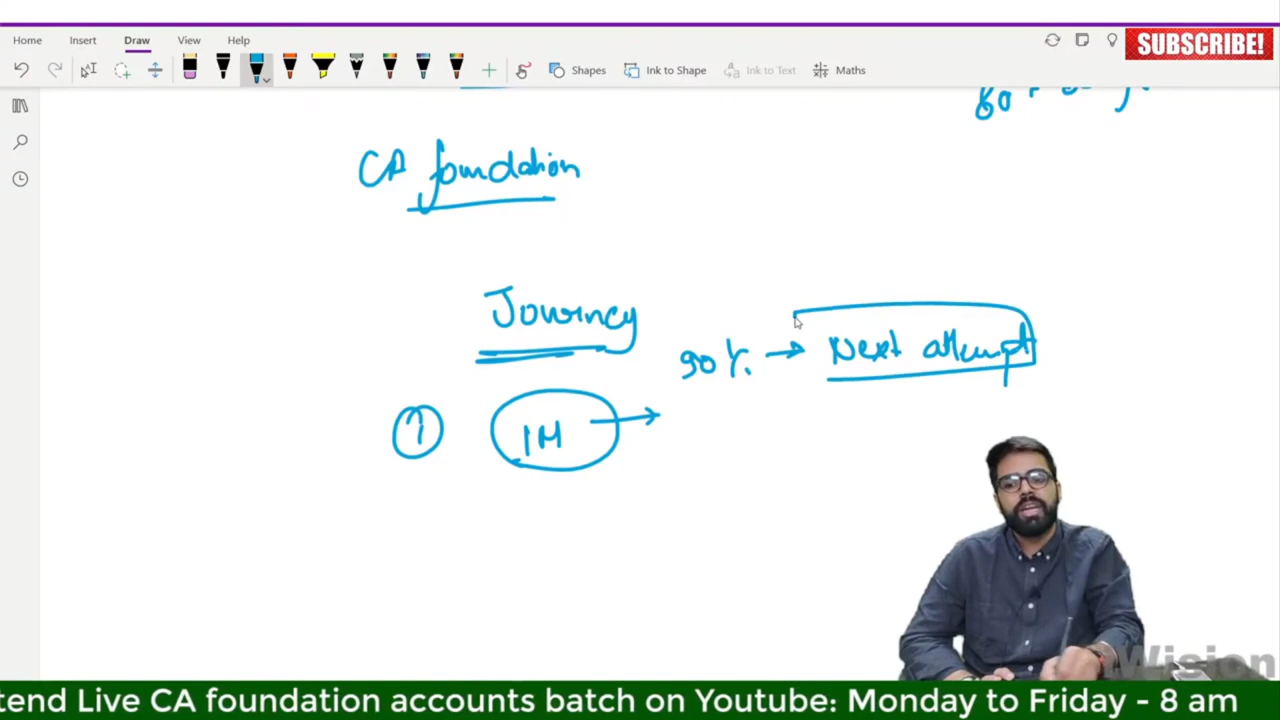 Home Insert Draw View Help
SUBSCRIBE!
Shapes Ink to Shape Ink to Text Maths
CA foundation
Journey
90% → Next attempt
① 1M →
Wision
tend Live CA foundation accounts batch on Youtube: Monday to Friday - 8 am